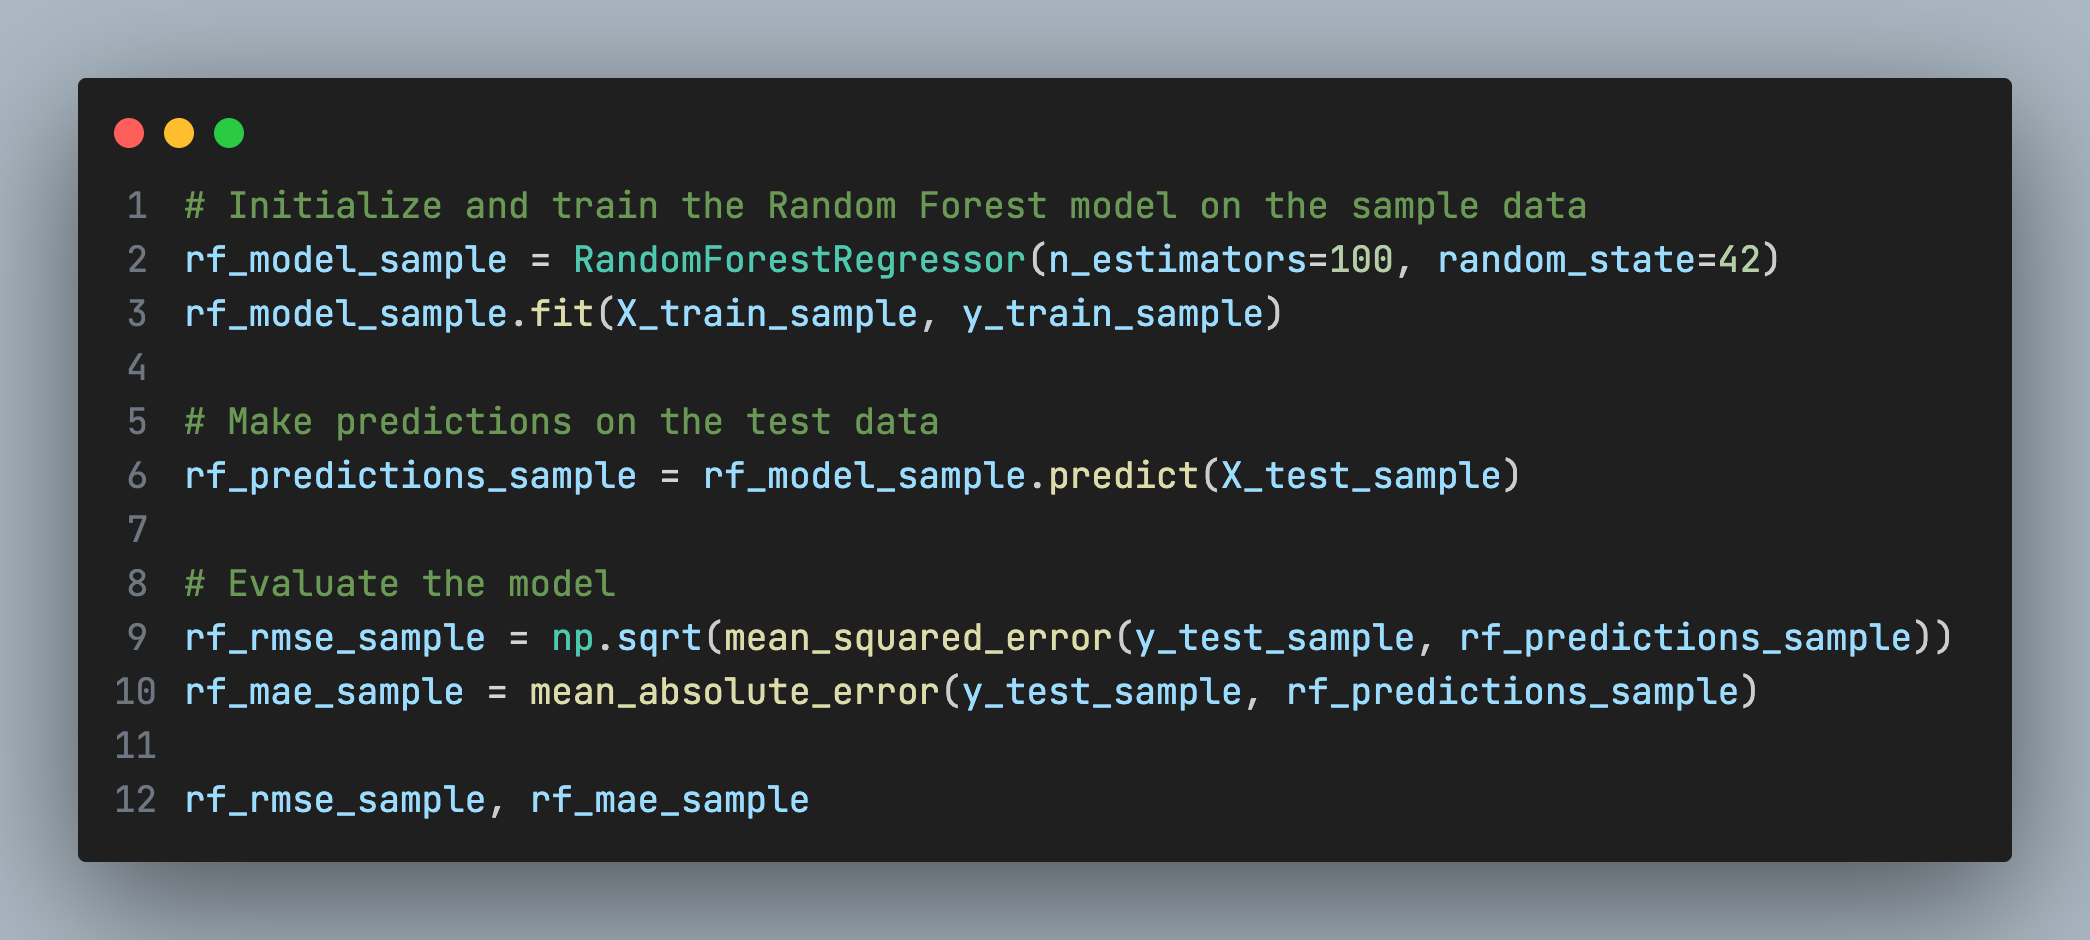 1 # Initialize and train the Random Forest model on the sample data
2 rf_model_sample = RandomForestRegressor(n_estimators=100, random_state=42)
3 rf_model_sample.fit(X_train_sample, y_train_sample)
4
5 # Make predictions on the test data
6 rf_predictions_sample = rf_model_sample.predict(X_test_sample)
7
8 # Evaluate the model
9 rf_rmse_sample = np.sqrt(mean_squared_error(y_test_sample, rf_predictions_sample))
10 rf_mae_sample = mean_absolute_error(y_test_sample, rf_predictions_sample)
11
12 rf_rmse_sample, rf_mae_sample